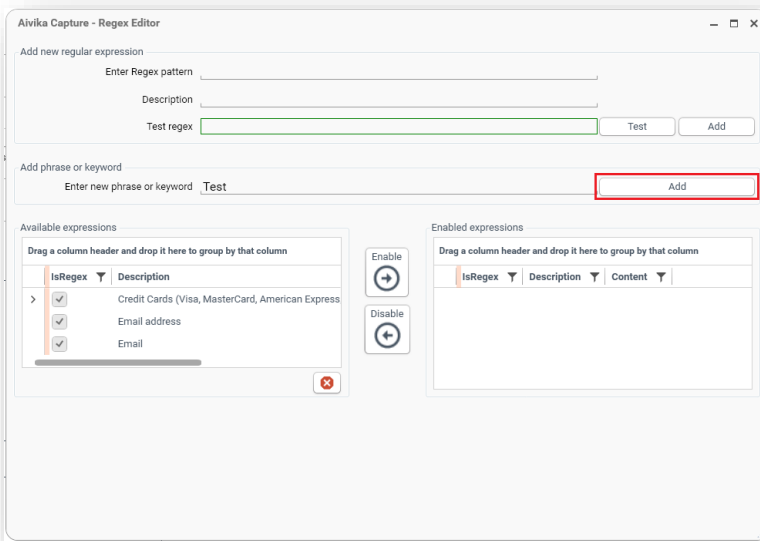 Aivika Capture - Regex Editor
Add new regular expression
Enter Regex pattern
Description
Test regex Test Add
Add phrase or keyword
Enter new phrase or keyword Test Add
Available expressions
Drag a column header and drop it here to group by that column
IsRegex Description
Credit Cards (Visa, MasterCard, American Express
Email address
Email
Enable
Disable
Enabled expressions
Drag a column header and drop it here to group by that column
IsRegex Description Content